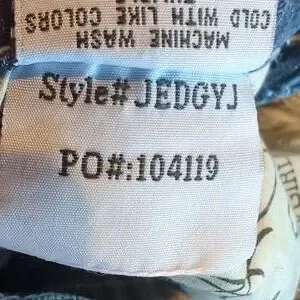 MACHINE WASH
COLD WITH LIKE COLORS
Style# JEDGYJ
PO#:104119